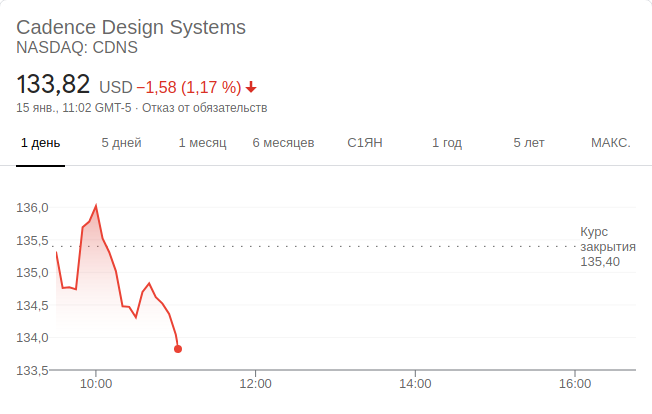 Cadence Design Systems
NASDAQ: CDNS
133,82 USD −1,58 (1,17 %)
15 янв., 11:02 GMT-5 · Отказ от обязательств
1 день 5 дней 1 месяц 6 месяцев С1ЯН 1 год 5 лет МАКС.
136,0
135,5
135,0
134,5
134,0
133,5
Курс
закрытия
135,40
10:00 12:00 14:00 16:00